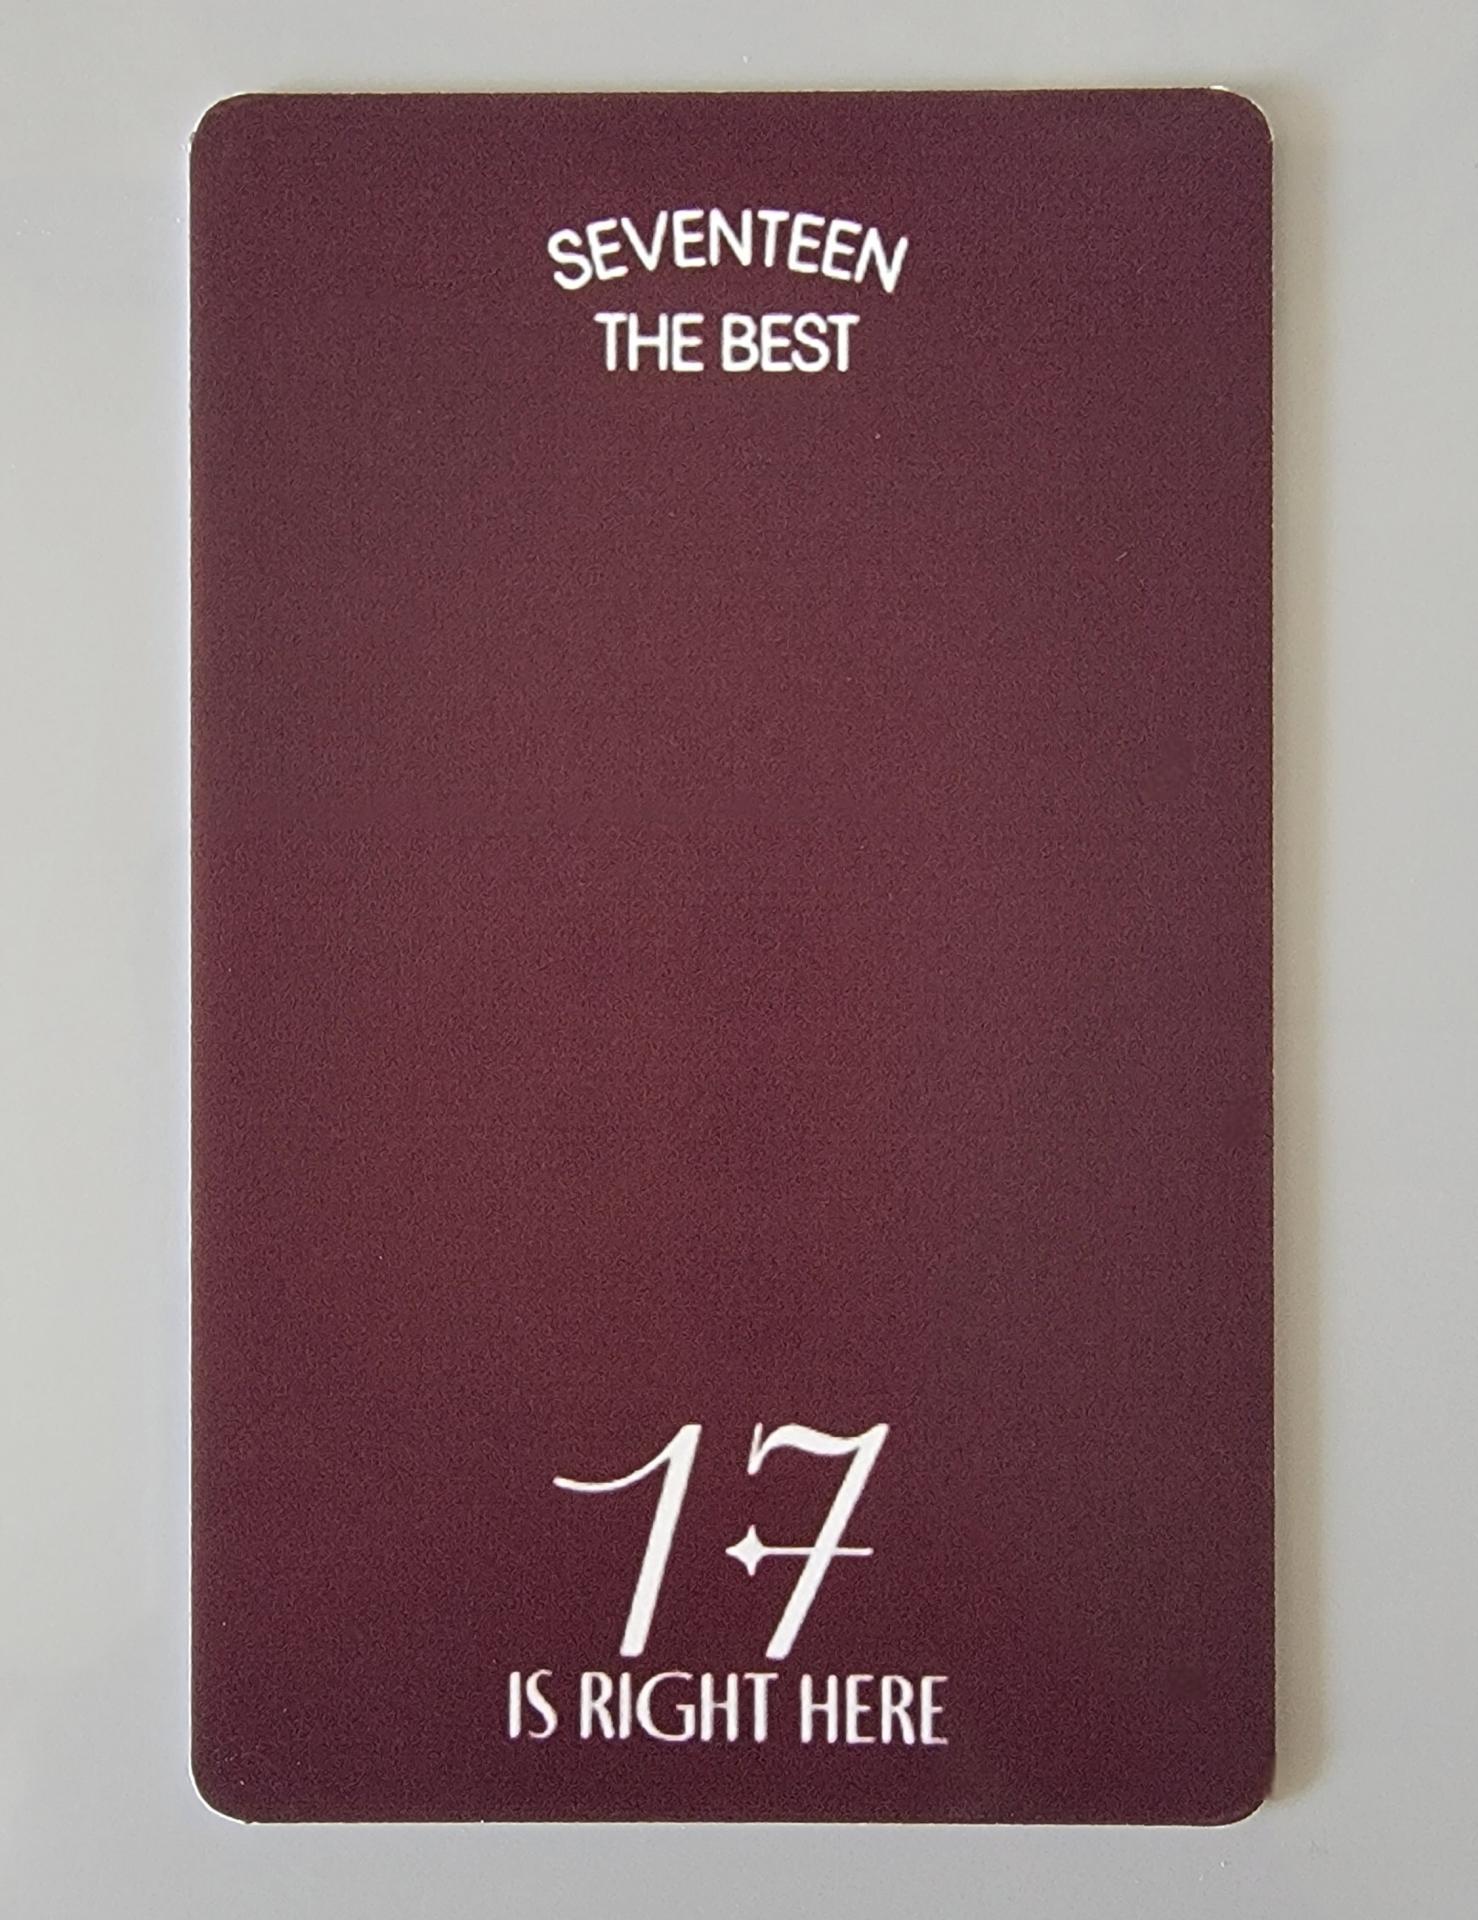 SEVENTEEN
THE BEST
17
IS RIGHT HERE